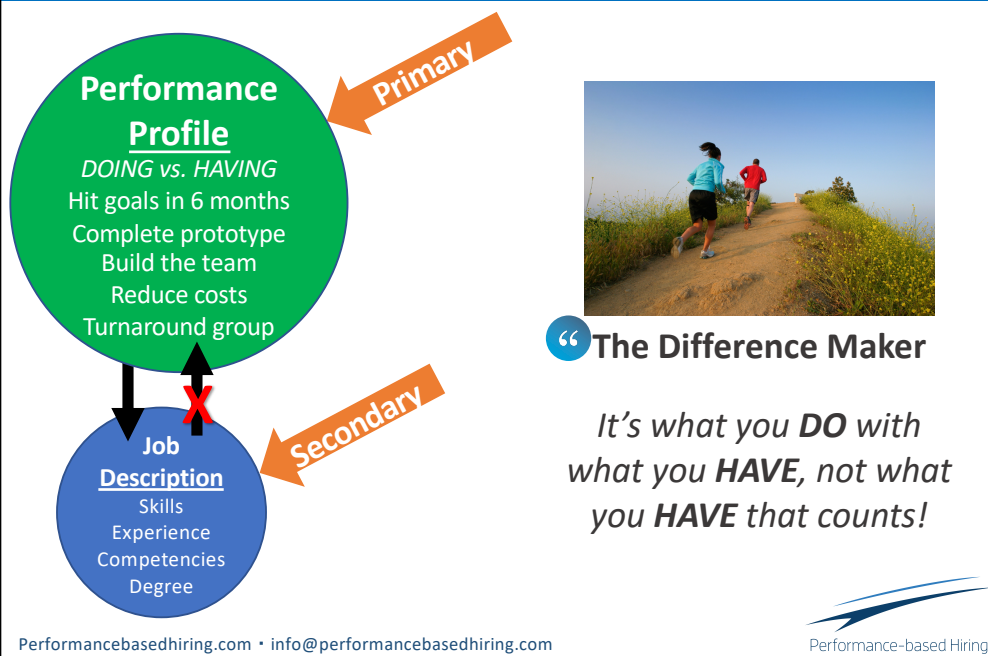 Performance
Profile
DOING vs. HAVING
Hit goals in 6 months
Complete prototype
Build the team
Reduce costs
Turnaround group
Primary
X
Job
Description
Skills
Experience
Competencies
Degree
Secondary
“
The Difference Maker
It's what you DO with
what you HAVE, not what
you HAVE that counts!
Performancebasedhiring.com · info@performancebasedhiring.com
Performance-based Hiring